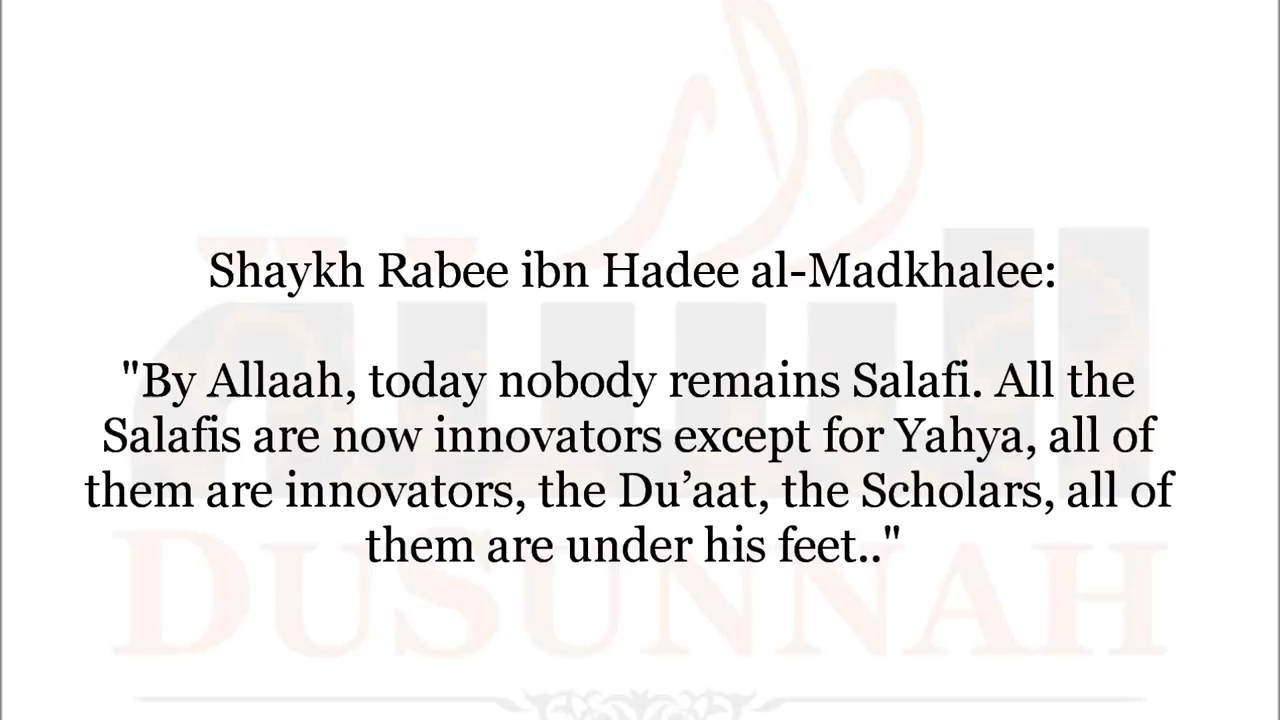 Shaykh Rabee ibn Hadee al-Madkhalee:
"By Allaah, today nobody remains Salafi. All the
Salafis are now innovators except for Yahya, all of
them are innovators, the Du’aat, the Scholars, all of
them are under his feet.."
DUSUNNAH